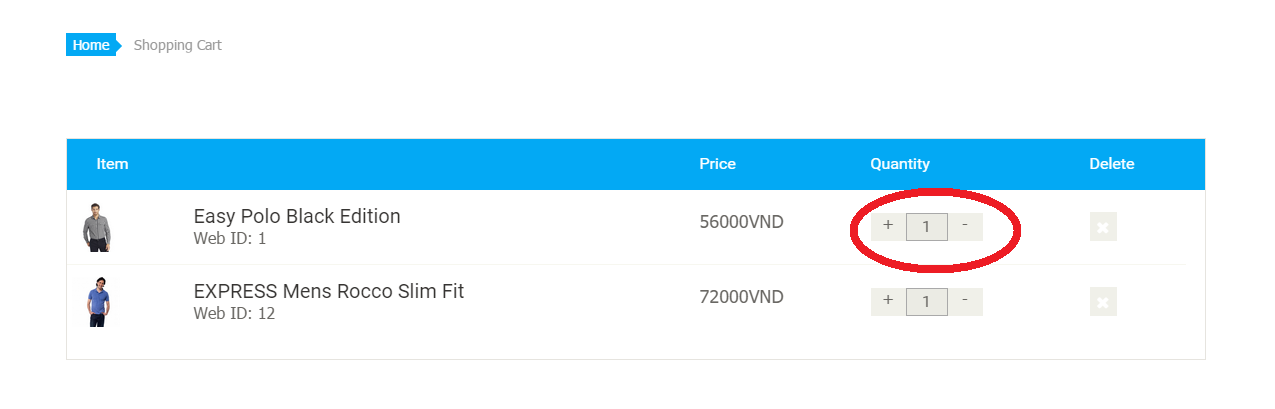 Home Shopping Cart
Item Price Quantity Delete
Easy Polo Black Edition 56000VND + 1 -
Web ID: 1
EXPRESS Mens Rocco Slim Fit 72000VND + 1 -
Web ID: 12